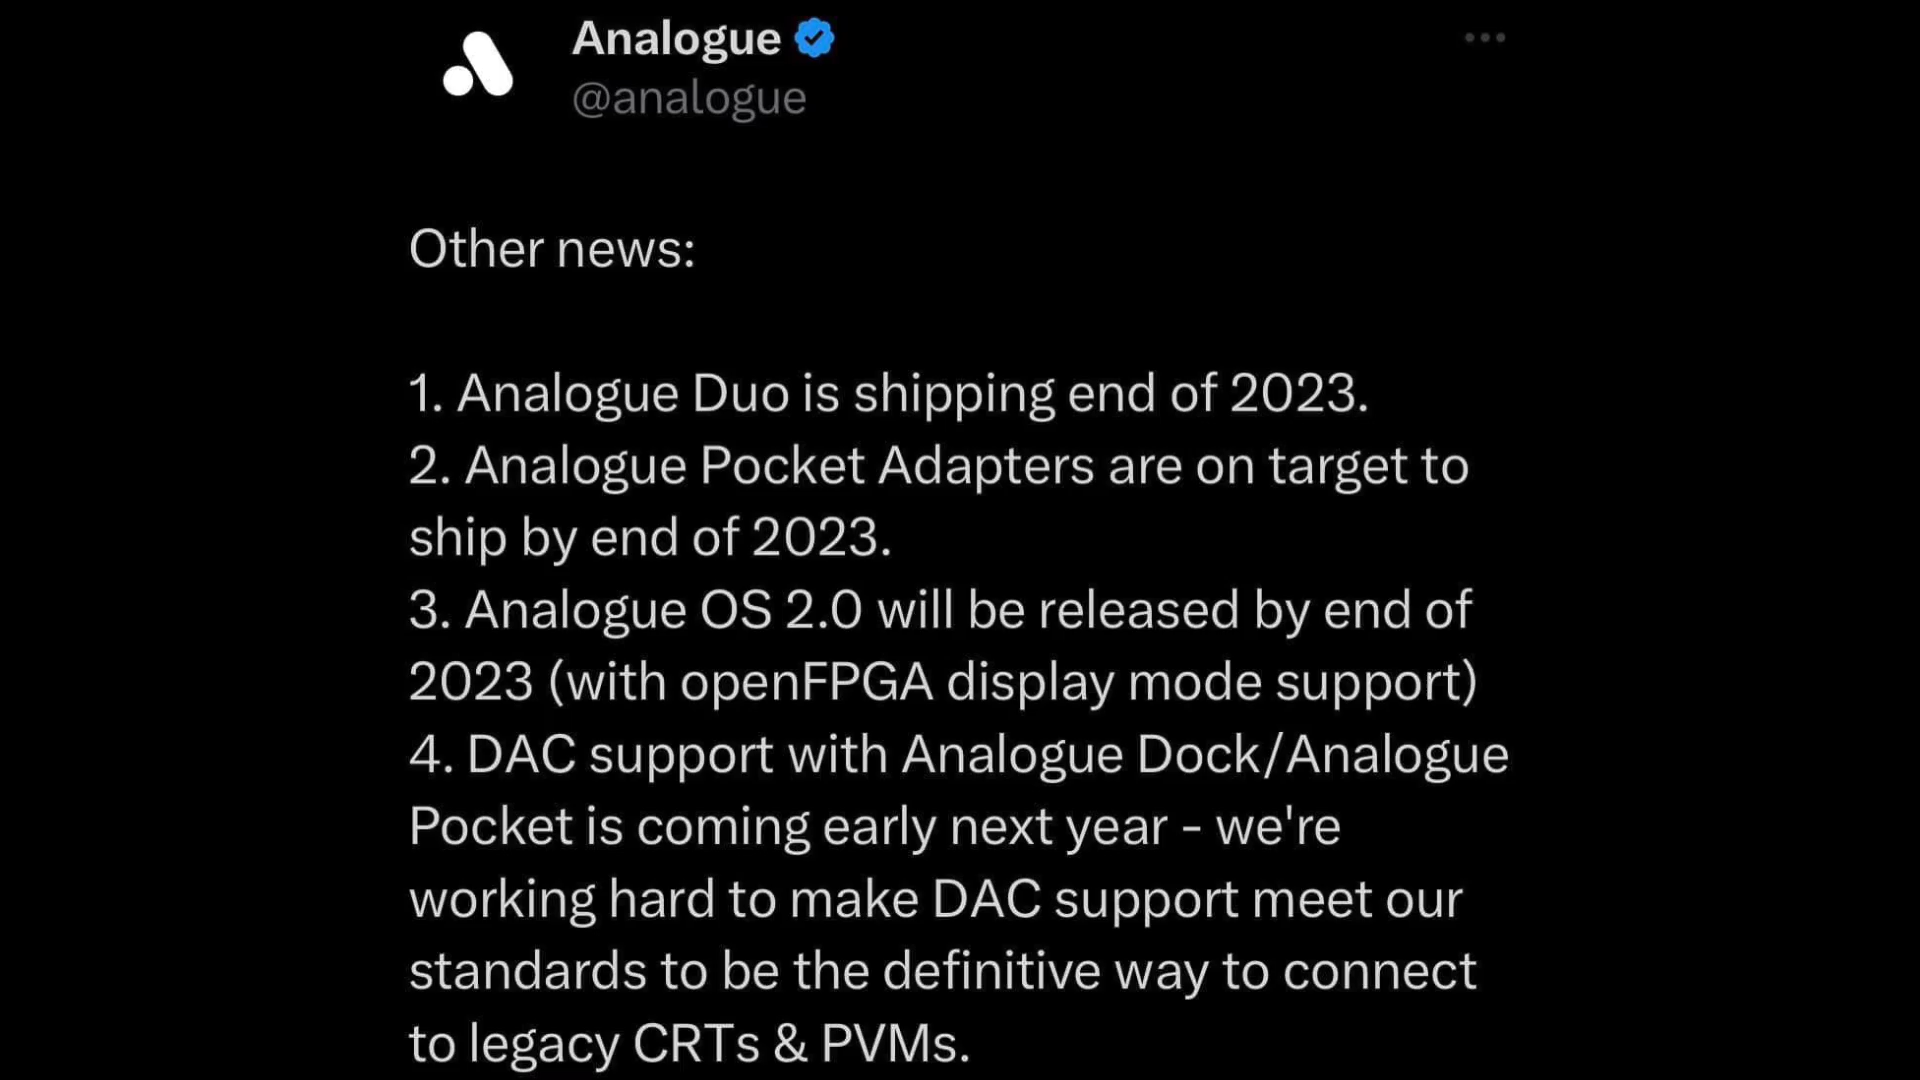 Analogue
@analogue
Other news:
1. Analogue Duo is shipping end of 2023.
2. Analogue Pocket Adapters are on target to
ship by end of 2023.
3. Analogue OS 2.0 will be released by end of
2023 (with openFPGA display mode support)
4. DAC support with Analogue Dock/Analogue
Pocket is coming early next year - we're
working hard to make DAC support meet our
standards to be the definitive way to connect
to legacy CRTs & PVMs.